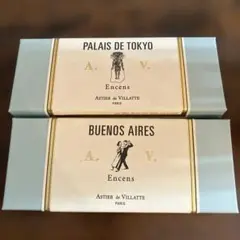 PALAIS DE TOKYO
A. V.
Encens
ASTIER de VILLATTE
PARIS
BUENOS AIRES
A. V.
Encens
ASTIER de VILLATTE
PARIS